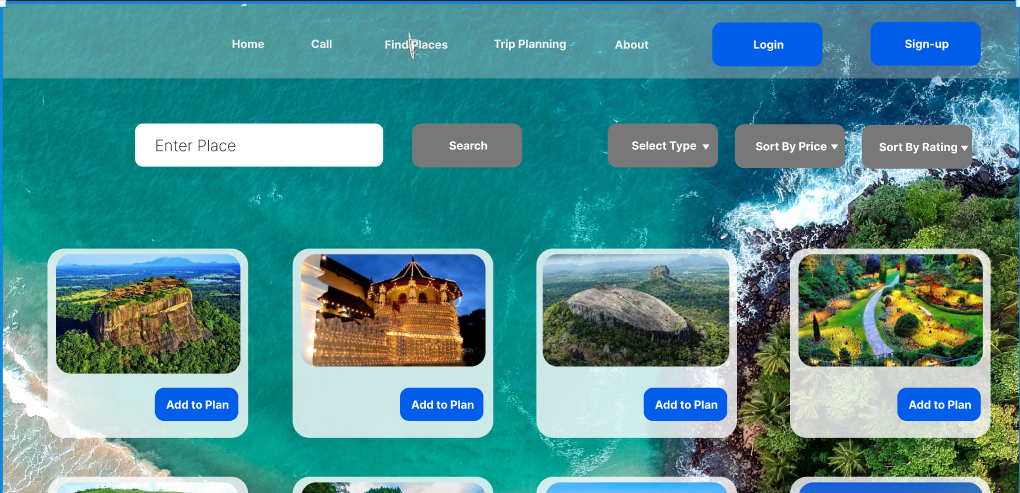 Home Call Find Places Trip Planning About Login Sign-up
Enter Place Search Select Type Sort By Price Sort By Rating
Add to Plan Add to Plan Add to Plan Add to Plan